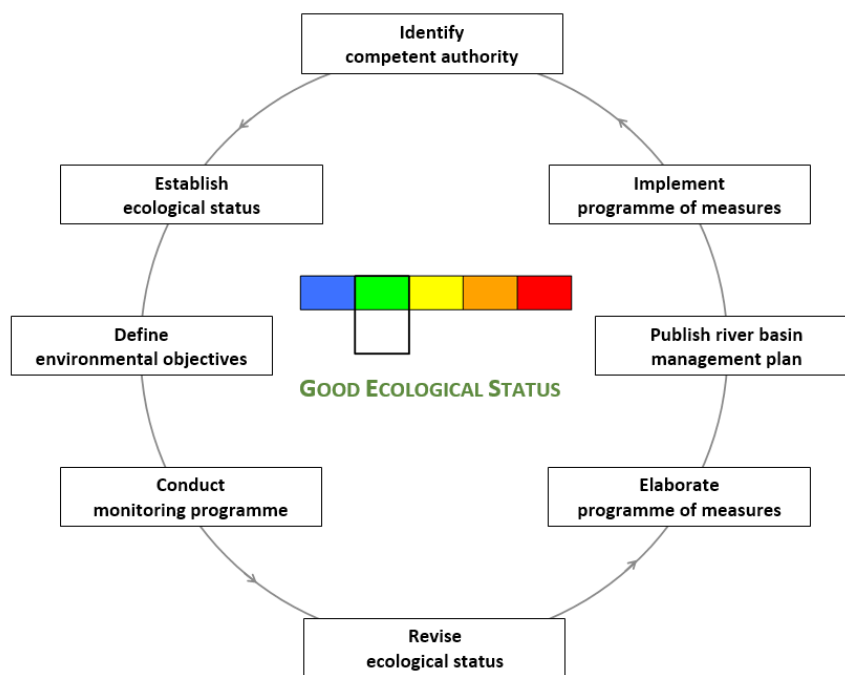 Identify
competent authority
Establish
ecological status
Implement
programme of measures
Define
environmental objectives
Publish river basin
management plan
GOOD ECOLOGICAL STATUS
Conduct
monitoring programme
Elaborate
programme of measures
Revise
ecological status